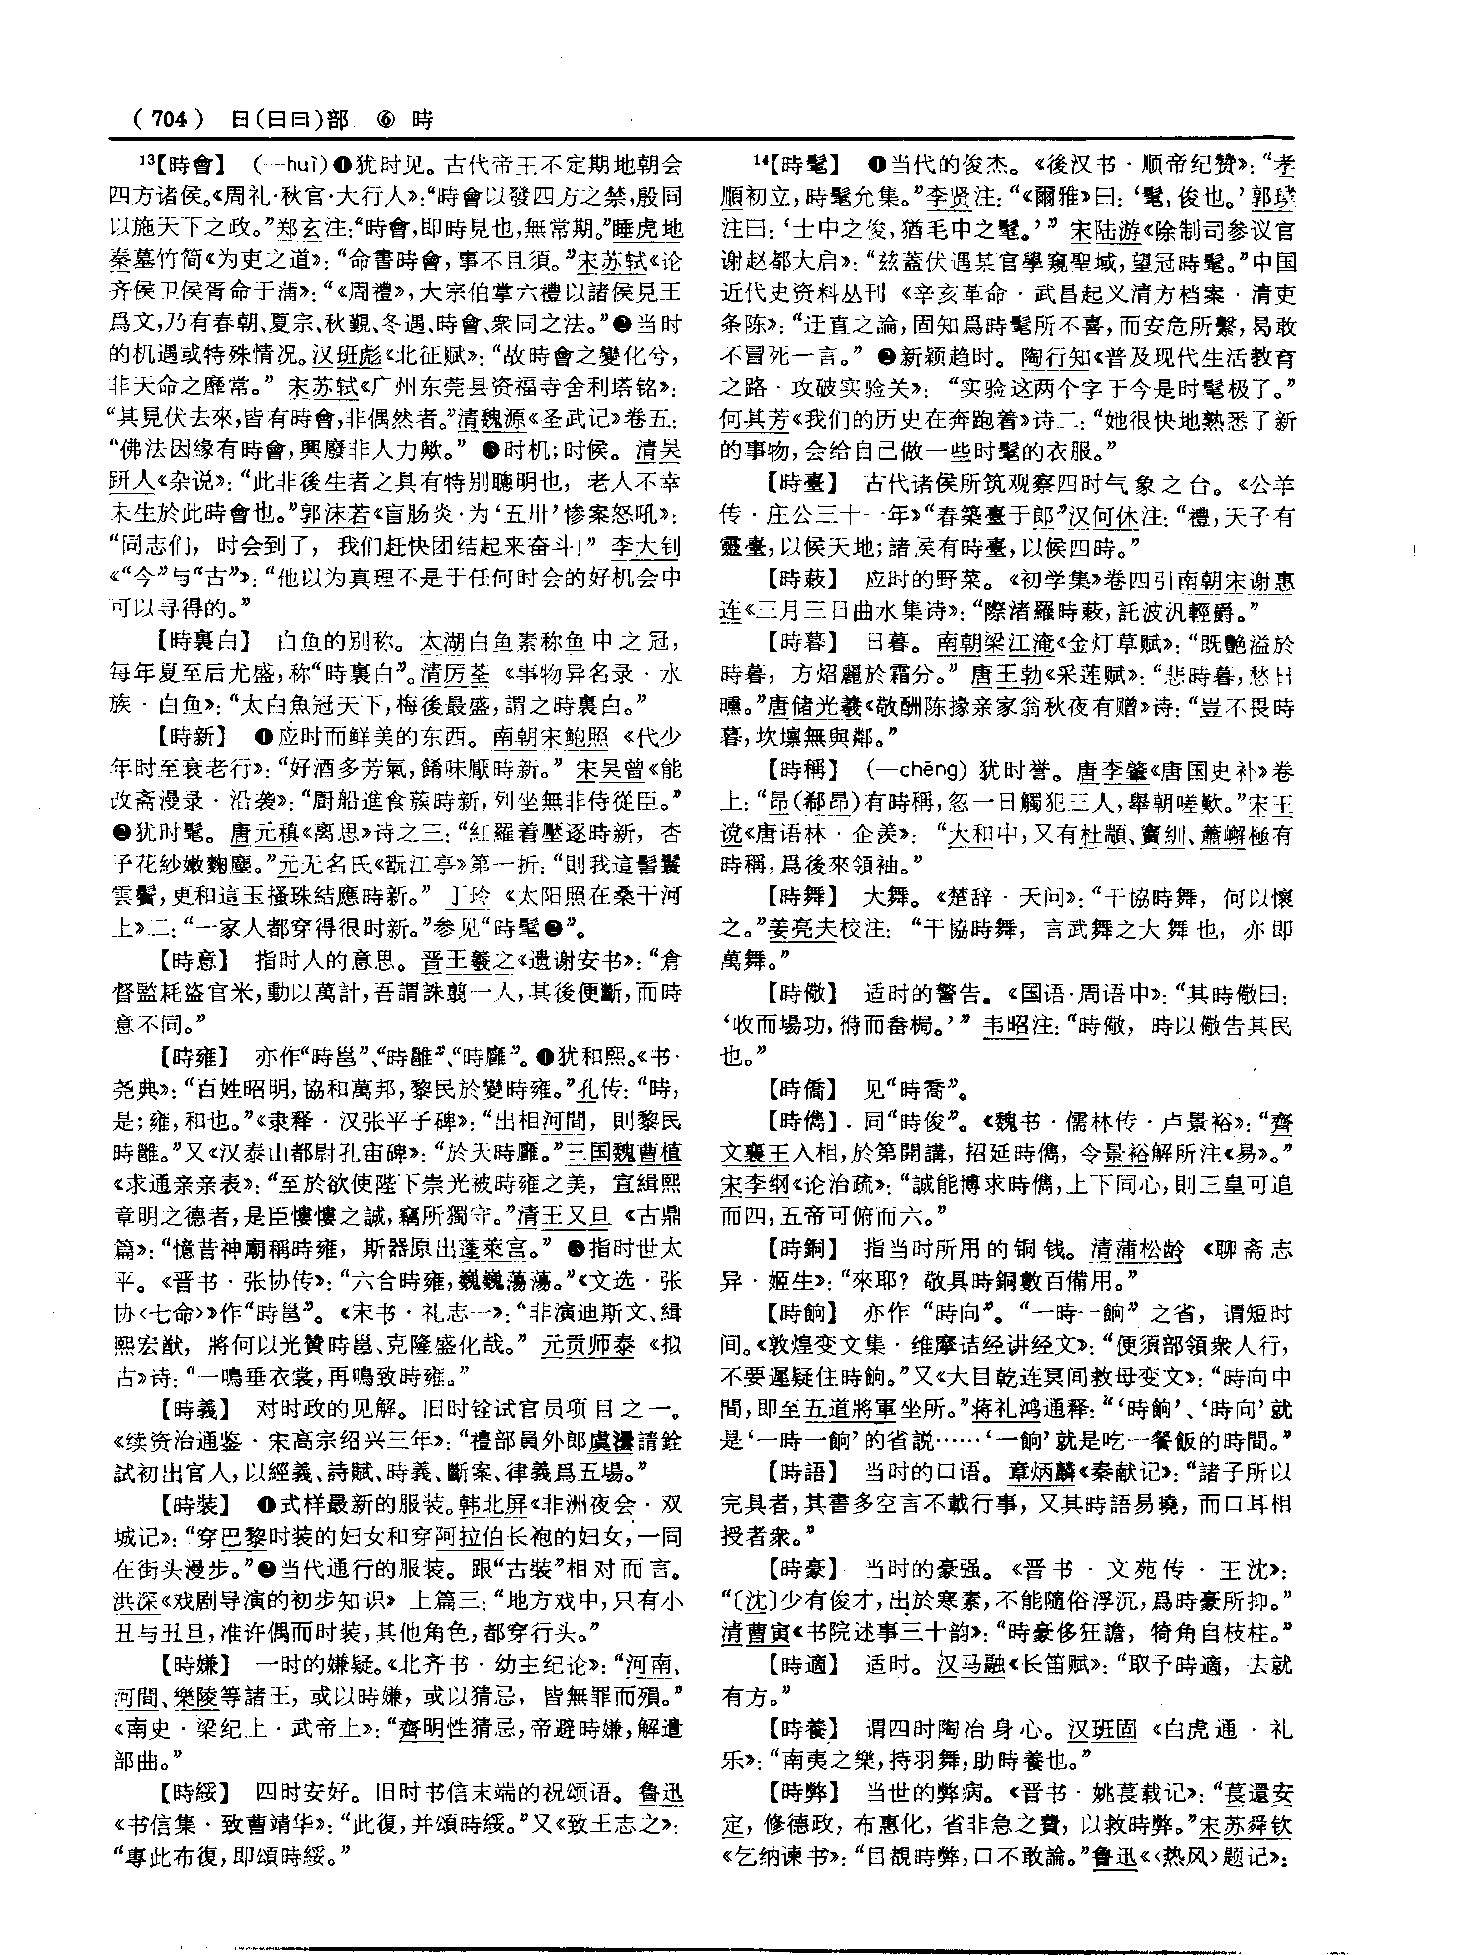 （704） 日（日曰）部 ⑥ 時
13【時會】 （—huì）❶犹时见。古代帝王不定期地朝会
四方诸侯。《周礼·秋官·大行人》：“時會以發四方之禁，殷同
以施天下之政。”郑玄注：“時會，即時見也，無常期。”睡虎地
秦墓竹简《为吏之道》：“命書時會，事不且須。”宋苏轼《论
齐侯卫侯胥命于蒲》：“《周禮》，大宗伯掌六禮以諸侯見王
爲文，乃有春朝、夏宗、秋觐、冬遇、時會、衆同之法。”❷当时
的机遇或特殊情况。汉班彪《北征赋》：“故時會之變化兮，
非天命之靡常。” 宋苏轼《广州东莞县资福寺舍利塔铭》：
“其見伏去來，皆有時會，非偶然者。”清魏源《圣武记》卷五：
“佛法因缘有時會，興廢非人力歟。” ❸时机；时候。清吴
趼人《杂说》：“此非後生者之具有特别聰明也，老人不幸
未生於此時會也。”郭沫若《盲肠炎·为‘五卅’惨案怒吼》：
“同志们，时会到了，我们赶快团结起来奋斗！” 李大钊
《“今”与“古”》：“他以为真理不是于任何时会的好机会中
可以寻得的。”
【時裏白】 白鱼的别称。太湖白鱼素称鱼中之冠，
每年夏至后尤盛，称“時裏白”。清厉荃《事物异名录·水
族·白鱼》：“太白魚冠天下，梅後最盛，謂之時裏白。”
【時新】 ❶应时而鲜美的东西。南朝宋鲍照《代少
年时至衰老行》：“好酒多芳氣，餚味厭時新。” 宋吴曾《能
改斋漫录·沿袭》：“厨船進食蔟時新，列坐無非侍從臣。”
❷犹时髦。唐元稹《离思》诗之三：“紅羅着壓逐時新，杏
子花紗嫩麴塵。”元无名氏《翫江亭》第一折：“則我這髻鬟
雲鬢，更和這玉搔珠結應時新。” 丁玲《太阳照在桑干河
上》二：“一家人都穿得很时新。”参见“時髦❷”。
【時意】 指时人的意思。晋王羲之《遗谢安书》：“倉
督監耗盜官米，動以萬計，吾謂誅翦一人，其後便斷，而時
意不同。”
【時雍】 亦作“時邕”、“時雝”、“時廱”。❶犹和熙。《书·
尧典》：“百姓昭明，協和萬邦，黎民於變時雍。”孔传：“時，
是；雍，和也。”《隶释·汉张平子碑》：“出相河間，則黎民
時雝。”又《汉泰山都尉孔宙碑》：“於天時廱。”三国魏曹植
《求通亲亲表》：“至於欲使陛下崇光被時雍之美，宣緝熙
章明之德者，是臣慺慺之誠，竊所獨守。”清王又旦《古鼎
篇》：“憶昔神廟稱時雍，斯器原出蓬萊宫。” ❷指时世太
平。《晋书·张协传》：“六合時雍，巍巍蕩蕩。”《文选·张
协〈七命〉》作“時邕”。《宋书·礼志一》：“非演迪斯文、緝
熙宏猷，將何以光贊時邕、克隆盛化哉。” 元贡师泰《拟
古》诗：“一鳴垂衣裳，再鳴致時雍。”
【時義】 对时政的见解。旧时铨试官员项目之一。
《续资治通鉴·宋高宗绍兴三年》：“禮部員外郎虞澐請銓
試初出官人，以經義、詩賦、時義、斷案、律義爲五場。”
【時裝】 ❶式样最新的服装。韩北屏《非洲夜会·双
城记》：“穿巴黎时装的妇女和穿阿拉伯长袍的妇女，一同
在街头漫步。”❷当代通行的服装。跟“古装”相对而言。
洪深《戏剧导演的初步知识》上篇三：“地方戏中，只有小
丑与丑旦，准许偶而时装，其他角色，都穿行头。”
【時嫌】 一时的嫌疑。《北齐书·幼主纪论》：“河南、
河間、樂陵等諸王，或以時嫌，或以猜忌，皆無罪而殞。”
《南史·梁纪上·武帝上》：“齊明性猜忌，帝避時嫌，解遣
部曲。”
【時綏】 四时安好。旧时书信末端的祝颂语。鲁迅
《书信集·致曹靖华》：“此復，并頌時綏。”又《致王志之》：
“專此布復，即頌時綏。”
14【時髦】 ❶当代的俊杰。《後汉书·顺帝纪赞》：“孝
順初立，時髦允集。”李贤注：“《爾雅》曰：‘髦，俊也。’郭璞
注曰：‘士中之俊，猶毛中之髦。’” 宋陆游《除制司参议官
谢赵都大启》：“兹蓋伏遇某官學窺聖域，望冠時髦。”中国
近代史资料丛刊《辛亥革命·武昌起义清方档案·清吏
条陈》：“迂直之論，固知爲時髦所不喜，而安危所繫，曷敢
不冒死一言。” ❷新颖趋时。陶行知《普及现代生活教育
之路·攻破实验关》：“实验这两个字于今是时髦极了。”
何其芳《我们的历史在奔跑着》诗二：“她很快地熟悉了新
的事物，会给自己做一些时髦的衣服。”
【時臺】 古代诸侯所筑观察四时气象之台。《公羊
传·庄公三十一年》“春築臺于郎”汉何休注：“禮，天子有
靈臺，以候天地；諸侯有時臺，以候四時。”
【時蔌】 应时的野菜。《初学集》卷四引南朝宋谢惠
连《三月三日曲水集诗》：“際渚羅時蔌，託波汎輕爵。”
【時暮】 日暮。南朝梁江淹《金灯草赋》：“既艷溢於
時暮，方炤麗於霜分。” 唐王勃《采莲赋》：“悲時暮，愁日
曛。”唐储光羲《敬酬陈掾亲家翁秋夜有赠》诗：“豈不畏時
暮，坎壈無與鄰。”
【時稱】 （—chēng）犹时誉。唐李肇《唐国史补》卷
上：“昂（郗昂）有時稱，忽一日觸犯三人，舉朝嗟歎。”宋王
谠《唐语林·企羡》：“大和中，又有杜顗、竇紃、蕭嶰極有
時稱，爲後來領袖。”
【時舞】 大舞。《楚辞·天问》：“干協時舞，何以懷
之。”姜亮夫校注：“干協時舞，言武舞之大舞也，亦即
萬舞。”
【時儆】 适时的警告。《国语·周语中》：“其時儆曰：
‘收而場功，偫而畚梮。’” 韦昭注：“時儆，時以儆告其民
也。”
【時僑】 见“時喬”。
【時儁】 同“時俊”。《魏书·儒林传·卢景裕》：“齊
文襄王入相，於第開講，招延時儁，令景裕解所注《易》。”
宋李纲《论治疏》：“誠能博求時儁，上下同心，則三皇可追
而四，五帝可俯而六。”
【時銅】 指当时所用的铜钱。清蒲松龄《聊斋志
异·姬生》：“來耶？敬具時銅數百備用。”
【時餉】 亦作“時向”。“一時一餉”之省，谓短时
间。《敦煌变文集·维摩诘经讲经文》：“便須部領衆人行，
不要遲疑住時餉。”又《大目乾连冥间救母变文》：“時向中
間，即至五道將軍坐所。”蒋礼鸿通释：“‘時餉’、‘時向’就
是‘一時一餉’的省説……‘一餉’就是吃一餐飯的時間。”
【時語】 当时的口语。章炳麟《秦献记》：“諸子所以
完具者，其書多空言不載行事，又其時語易曉，而口耳相
授者衆。”
【時豪】 当时的豪强。《晋书·文苑传·王沈》：
“〔沈〕少有俊才，出於寒素，不能隨俗浮沉，爲時豪所抑。”
清曹寅《书院述事三十韵》：“時豪侈狂譫，犄角自枝柱。”
【時適】 适时。汉马融《长笛赋》：“取予時適，去就
有方。”
【時養】 谓四时陶冶身心。汉班固《白虎通·礼
乐》：“南夷之樂，持羽舞，助時養也。”
【時弊】 当世的弊病。《晋书·姚苌载记》：“萇還安
定，修德政，布惠化，省非急之費，以救時弊。”宋苏舜钦
《乞纳谏书》：“目覩時弊，口不敢論。”鲁迅《〈热风〉题记》：